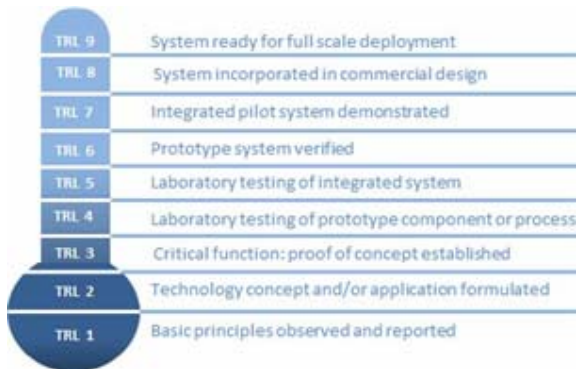 TRL 9 System ready for full scale deployment
TRL 8 System incorporated in commercial design
TRL 7 Integrated pilot system demonstrated
TRL 6 Prototype system verified
TRL 5 Laboratory testing of integrated system
TRL 4 Laboratory testing of prototype component or process
TRL 3 Critical function: proof of concept established
TRL 2 Technology concept and/or application formulated
TRL 1 Basic principles observed and reported